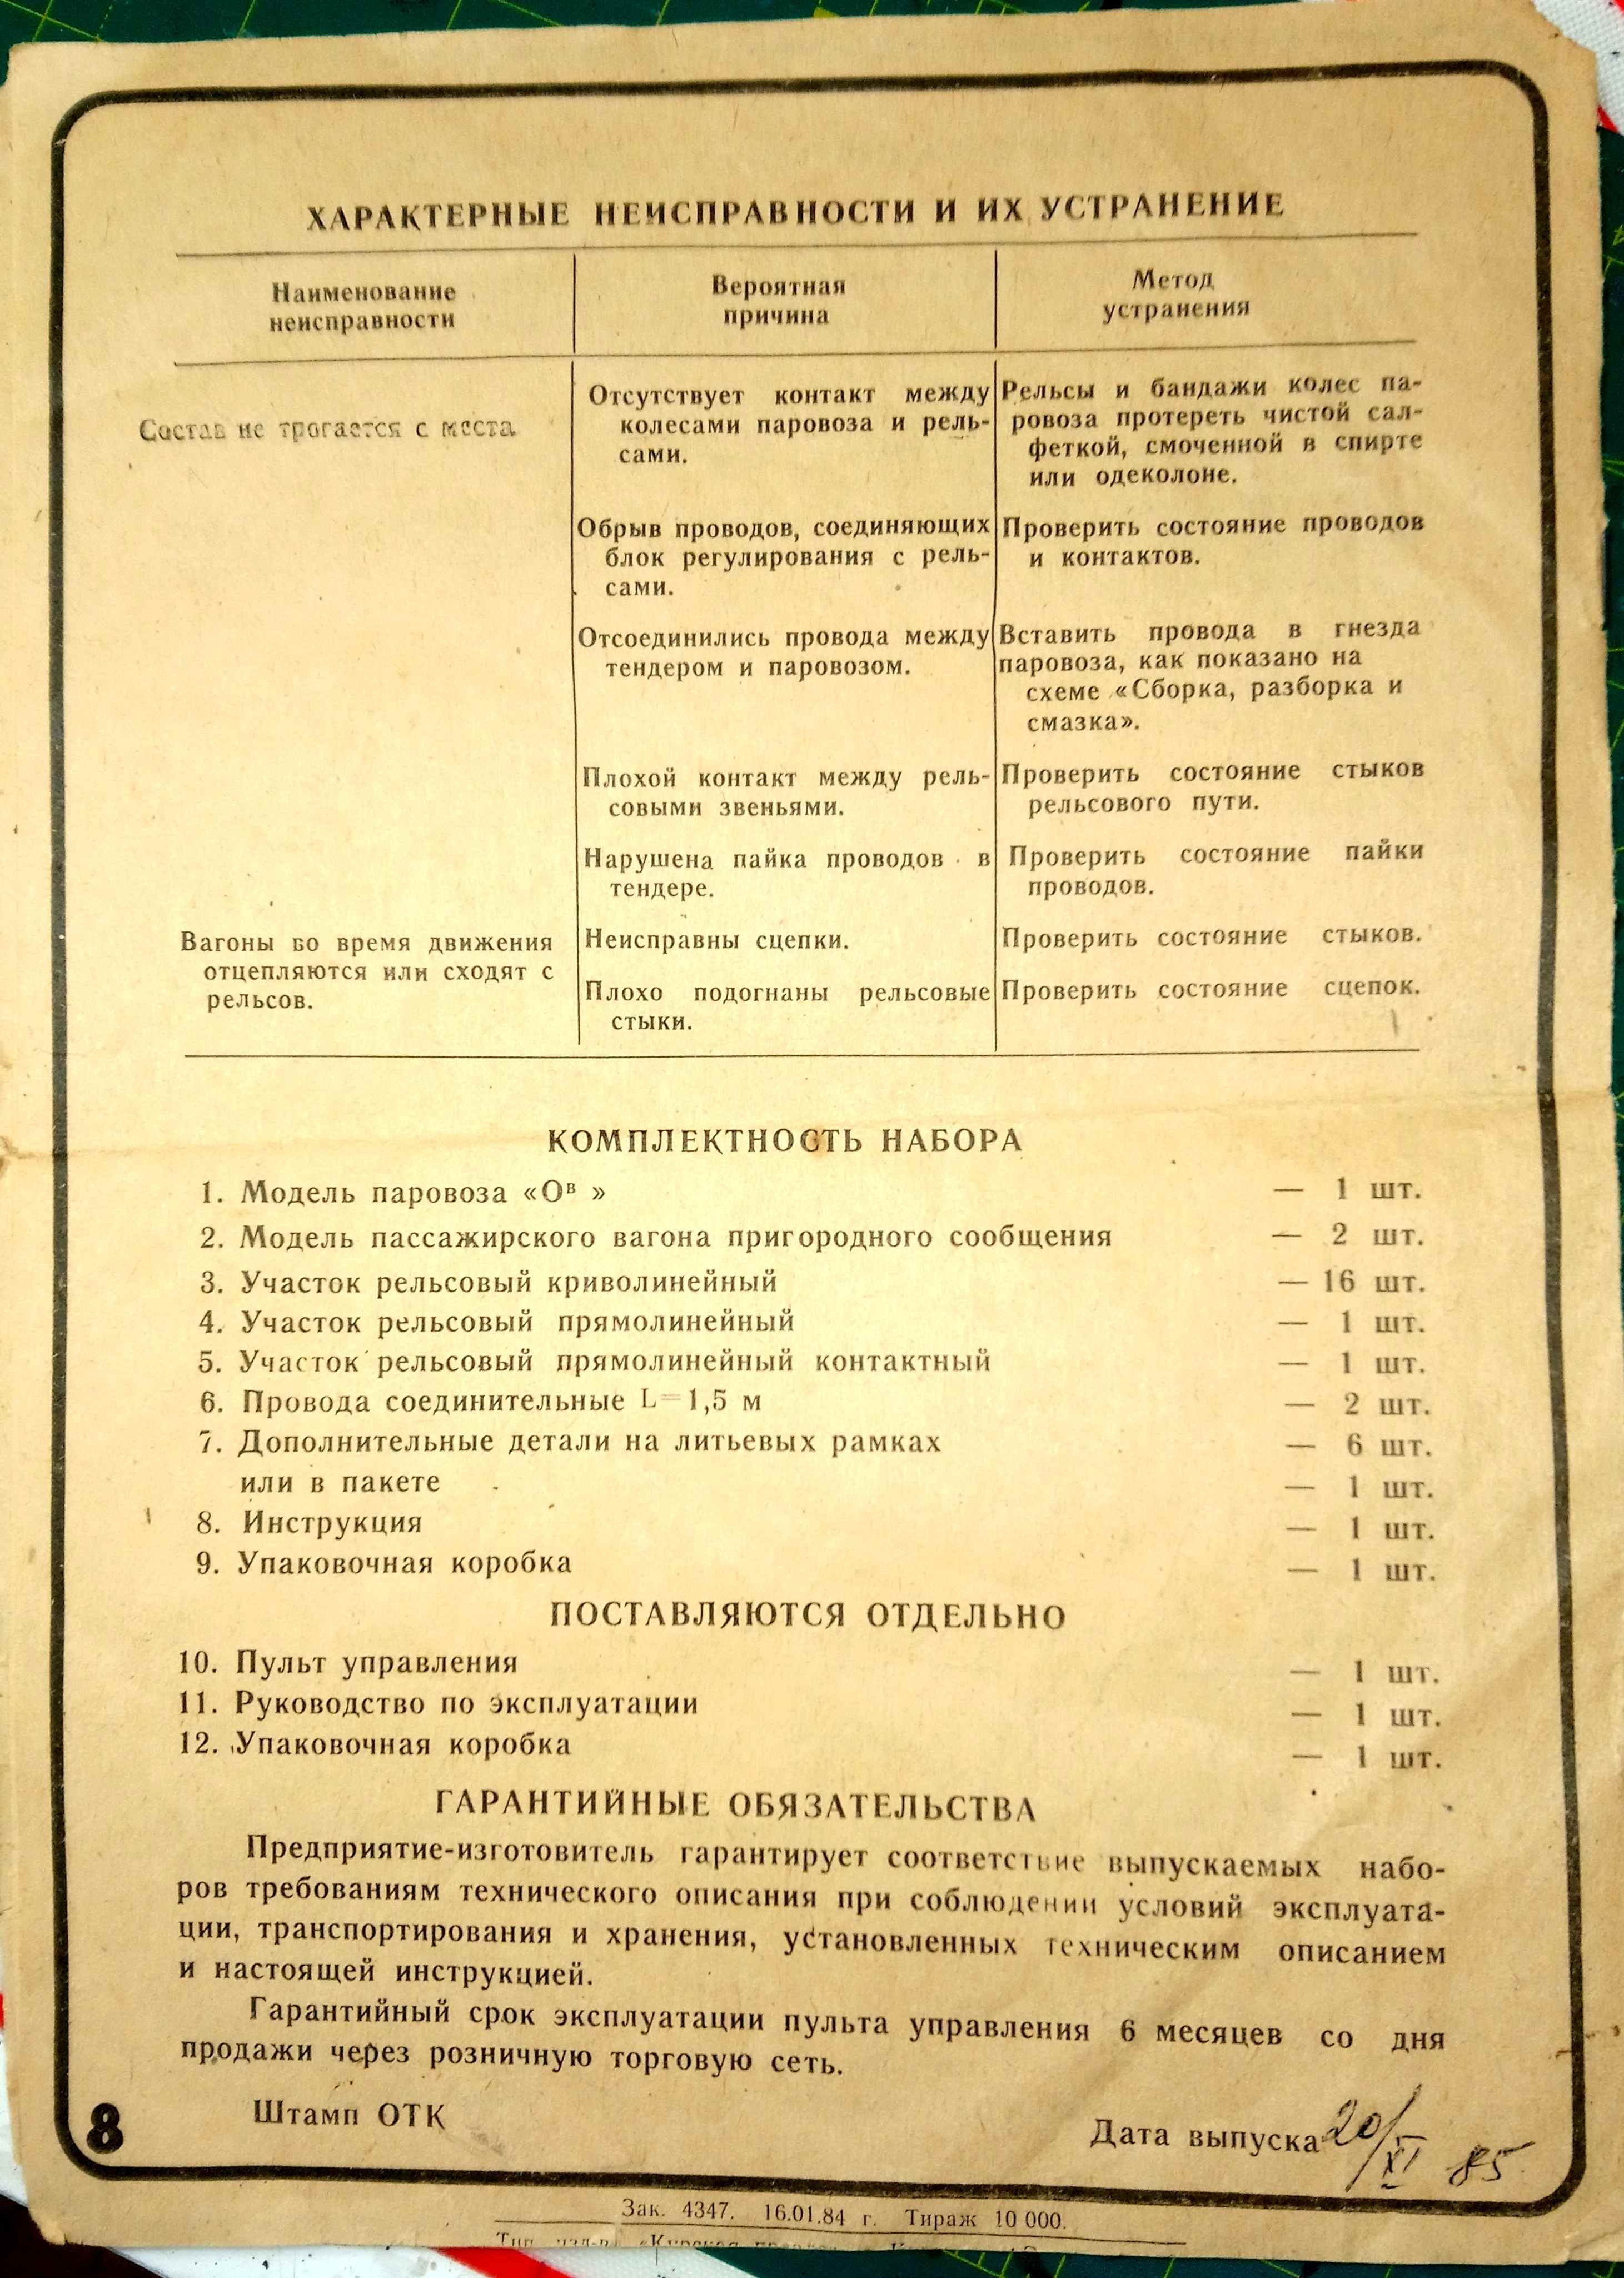 ХАРАКТЕРНЫЕ НЕИСПРАВНОСТИ И ИХ УСТРАНЕНИЕ
Наименование
неисправности
Вероятная
причина
Метод
устранения
Состав не трогается с места
Отсутствует контакт между
колесами паровоза и рель-
сами.
Рельсы и бандажи колес па-
ровоза протереть чистой сал-
феткой, смоченной в спирте
или одеколоне.
Обрыв проводов, соединяющих
блок регулирования с рель-
сами.
Проверить состояние проводов
и контактов.
Отсоединились провода между
тендером и паровозом.
Вставить провода в гнезда
паровоза, как показано на
схеме «Сборка, разборка и
смазка».
Плохой контакт между рель-
совыми звеньями.
Проверить состояние стыков
рельсового пути.
Нарушена пайка проводов в
тендере.
Проверить состояние пайки
проводов.
Вагоны во время движения
отцепляются или сходят с
рельсов.
Неисправны сцепки.
Проверить состояние стыков.
Плохо подогнаны рельсовые
стыки.
Проверить состояние сцепок.
КОМПЛЕКТНОСТЬ НАБОРА
1. Модель паровоза «Oᴮ » — 1 шт.
2. Модель пассажирского вагона пригородного сообщения — 2 шт.
3. Участок рельсовый криволинейный — 16 шт.
4. Участок рельсовый прямолинейный — 1 шт.
5. Участок рельсовый прямолинейный контактный — 1 шт.
6. Провода соединительные L=1,5 м — 2 шт.
7. Дополнительные детали на литьевых рамках — 6 шт.
или в пакете — 1 шт.
8. Инструкция — 1 шт.
9. Упаковочная коробка — 1 шт.
ПОСТАВЛЯЮТСЯ ОТДЕЛЬНО
10. Пульт управления — 1 шт.
11. Руководство по эксплуатации — 1 шт.
12. Упаковочная коробка — 1 шт.
ГАРАНТИЙНЫЕ ОБЯЗАТЕЛЬСТВА
Предприятие-изготовитель гарантирует соответствие выпускаемых набо-
ров требованиям технического описания при соблюдении условий эксплуата-
ции, транспортирования и хранения, установленных техническим описанием
и настоящей инструкцией.
Гарантийный срок эксплуатации пульта управления 6 месяцев со дня
продажи через розничную торговую сеть.
Штамп ОТК
Дата выпуска 20/XI 85
8
Зак. 4347. 16.01.84 г. Тираж 10 000.